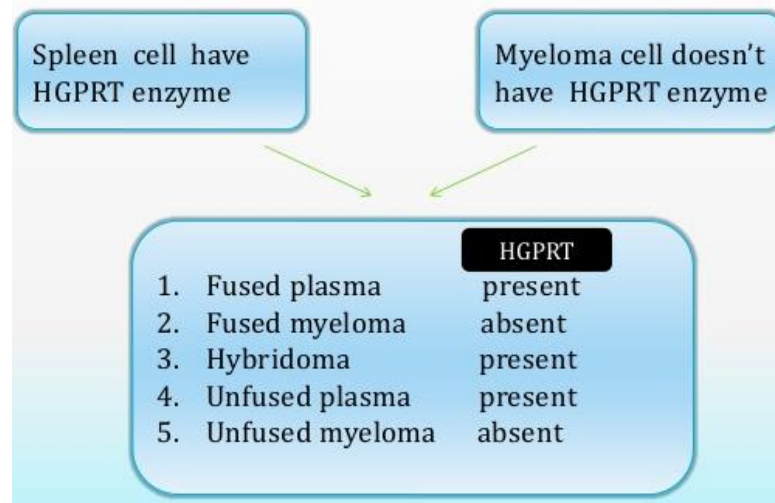 Spleen cell have
HGPRT enzyme
Myeloma cell doesn't
have HGPRT enzyme
HGPRT
1. Fused plasma present
2. Fused myeloma absent
3. Hybridoma present
4. Unfused plasma present
5. Unfused myeloma absent